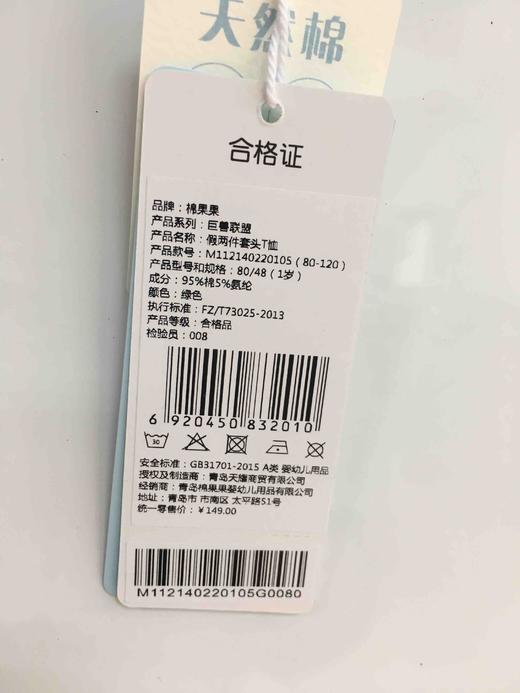 天然棉
合格证
品牌：棉果果
产品系列：巨兽联盟
产品名称：假两件套头T恤
产品款号：M112140220105（80-120）
产品型号和规格：80/48（1岁）
成分：95%棉5%氨纶
颜色：绿色
执行标准：FZ/T73025-2013
产品等级：合格品
检验员：008
6 920450 832010
30
安全标准：GB31701-2015 A类 婴幼儿用品
授权及制造商：青岛天耀商贸有限公司
经销商：青岛棉果果婴幼儿用品有限公司
地址：青岛市 市南区 太平路51号
统一零售价：￥149.00
M112140220105G0080